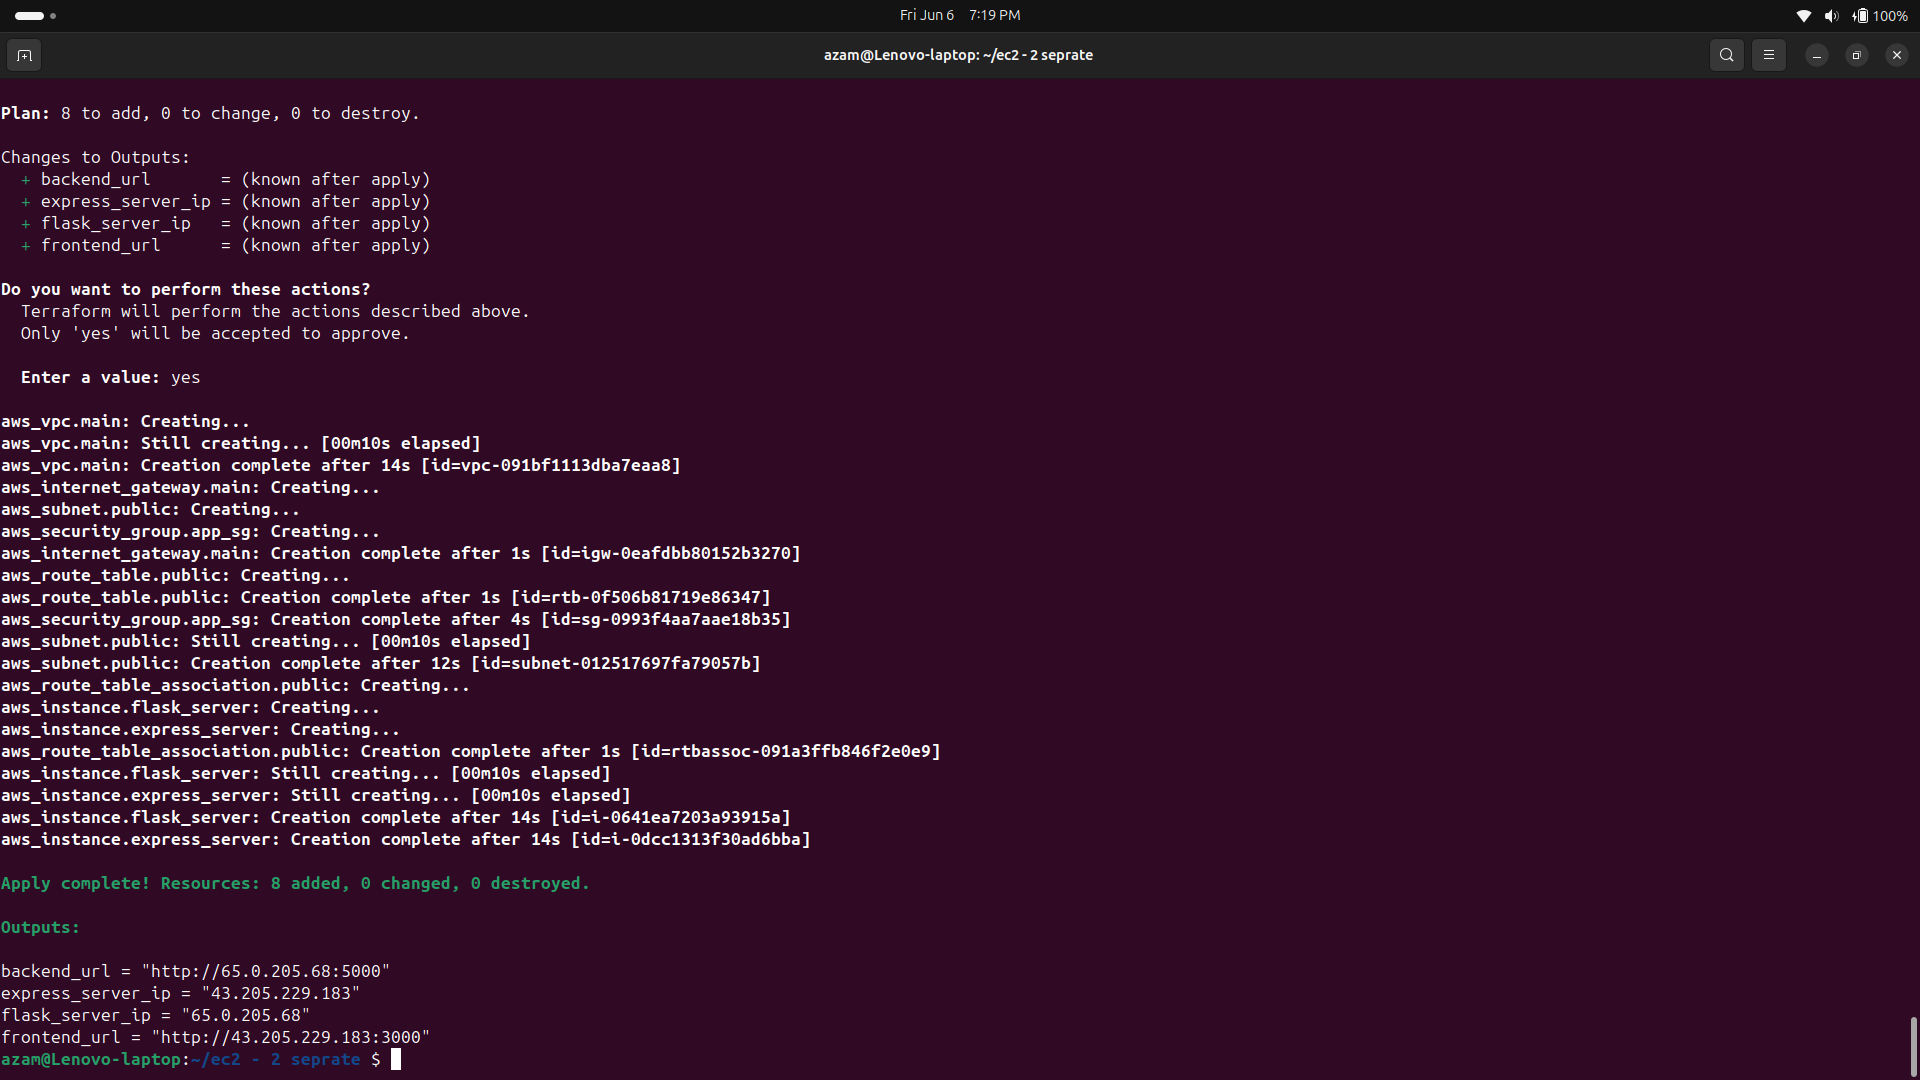 Fri Jun 6 7:19 PM
100%
azam@Lenovo-laptop: ~/ec2 - 2 seprate
Plan: 8 to add, 0 to change, 0 to destroy.
Changes to Outputs:
+ backend_url = (known after apply)
+ express_server_ip = (known after apply)
+ flask_server_ip = (known after apply)
+ frontend_url = (known after apply)
Do you want to perform these actions?
Terraform will perform the actions described above.
Only 'yes' will be accepted to approve.
Enter a value: yes
aws_vpc.main: Creating...
aws_vpc.main: Still creating... [00m10s elapsed]
aws_vpc.main: Creation complete after 14s [id=vpc-091bf1113dba7eaa8]
aws_internet_gateway.main: Creating...
aws_subnet.public: Creating...
aws_security_group.app_sg: Creating...
aws_internet_gateway.main: Creation complete after 1s [id=igw-0eafdbb80152b3270]
aws_route_table.public: Creating...
aws_route_table.public: Creation complete after 1s [id=rtb-0f506b81719e86347]
aws_security_group.app_sg: Creation complete after 4s [id=sg-0993f4aa7aae18b35]
aws_subnet.public: Still creating... [00m10s elapsed]
aws_subnet.public: Creation complete after 12s [id=subnet-012517697fa79057b]
aws_route_table_association.public: Creating...
aws_instance.flask_server: Creating...
aws_instance.express_server: Creating...
aws_route_table_association.public: Creation complete after 1s [id=rtbassoc-091a3ffb846f2e0e9]
aws_instance.flask_server: Still creating... [00m10s elapsed]
aws_instance.express_server: Still creating... [00m10s elapsed]
aws_instance.flask_server: Creation complete after 14s [id=i-0641ea7203a93915a]
aws_instance.express_server: Creation complete after 14s [id=i-0dcc1313f30ad6bba]
Apply complete! Resources: 8 added, 0 changed, 0 destroyed.
Outputs:
backend_url = "http://65.0.205.68:5000"
express_server_ip = "43.205.229.183"
flask_server_ip = "65.0.205.68"
frontend_url = "http://43.205.229.183:3000"
azam@Lenovo-laptop:~/ec2 - 2 seprate $